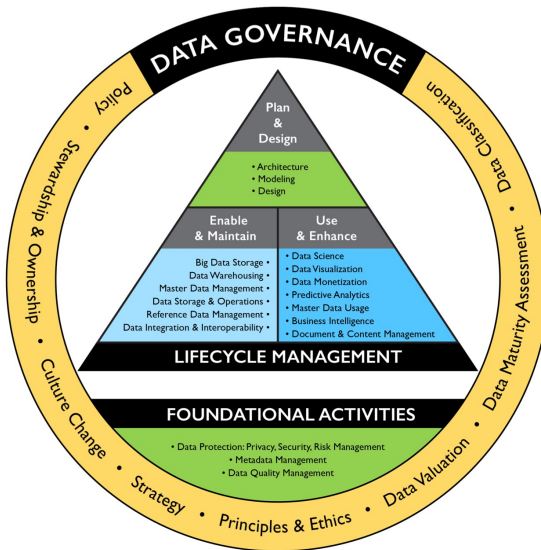 DATA GOVERNANCE
Plan
&
Design
• Architecture
• Modeling
• Design
Enable
& Maintain
Big Data Storage •
Data Warehousing •
Master Data Management •
Data Storage & Operations •
Reference Data Management •
Data Integration & Interoperability •
Use
& Enhance
• Data Science
• Data Visualization
• Data Monetization
• Predictive Analytics
• Master Data Usage
• Business Intelligence
• Document & Content Management
LIFECYCLE MANAGEMENT
FOUNDATIONAL ACTIVITIES
• Data Protection: Privacy, Security, Risk Management
• Metadata Management
• Data Quality Management
Policy • Stewardship & Ownership • Culture Change • Strategy • Principles & Ethics • Data Valuation • Data Maturity Assessment • Data Classification